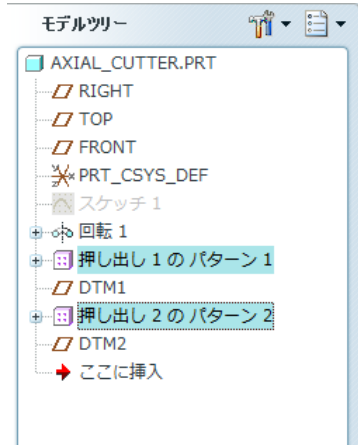 モデルツリー
AXIAL_CUTTER.PRT
RIGHT
TOP
FRONT
PRT_CSYS_DEF
スケッチ 1
回転 1
押し出し 1 の パターン 1
DTM1
押し出し 2 の パターン 2
DTM2
ここに挿入